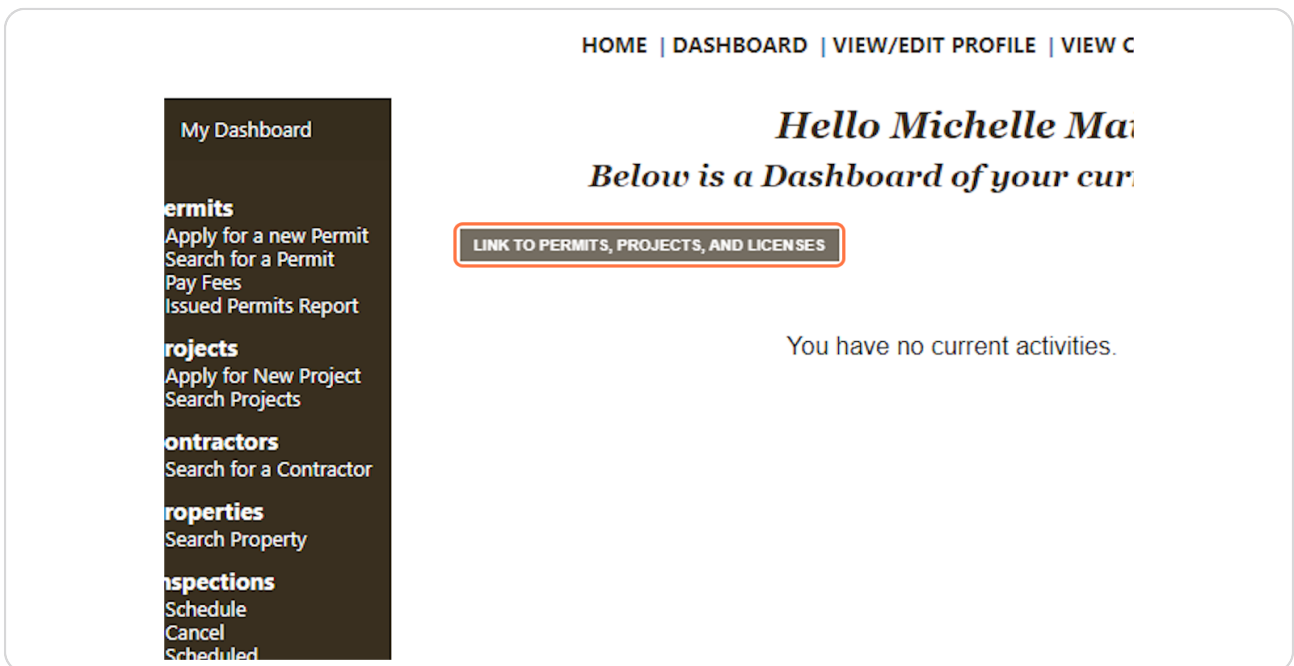 HOME | DASHBOARD | VIEW/EDIT PROFILE | VIEW C
My Dashboard
Hello Michelle Ma
Below is a Dashboard of your cur
ermits
Apply for a new Permit
Search for a Permit
Pay Fees
Issued Permits Report
LINK TO PERMITS, PROJECTS, AND LICENSES
You have no current activities.
rojects
Apply for New Project
Search Projects
ontractors
Search for a Contractor
roperties
Search Property
nspections
Schedule
Cancel
Scheduled